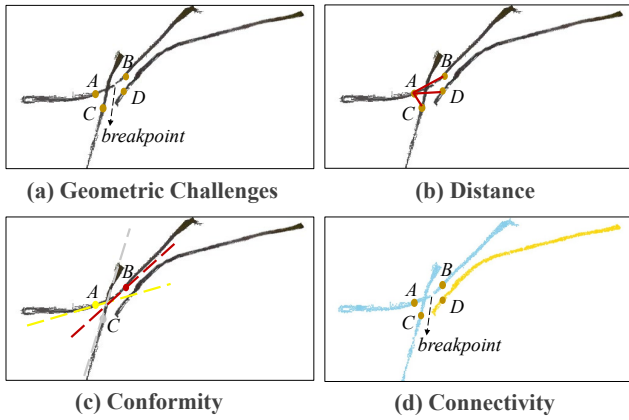 A B
C D
breakpoint
(a) Geometric Challenges
A B
C D
(b) Distance
A B
C
(c) Conformity
A B
C D
breakpoint
(d) Connectivity